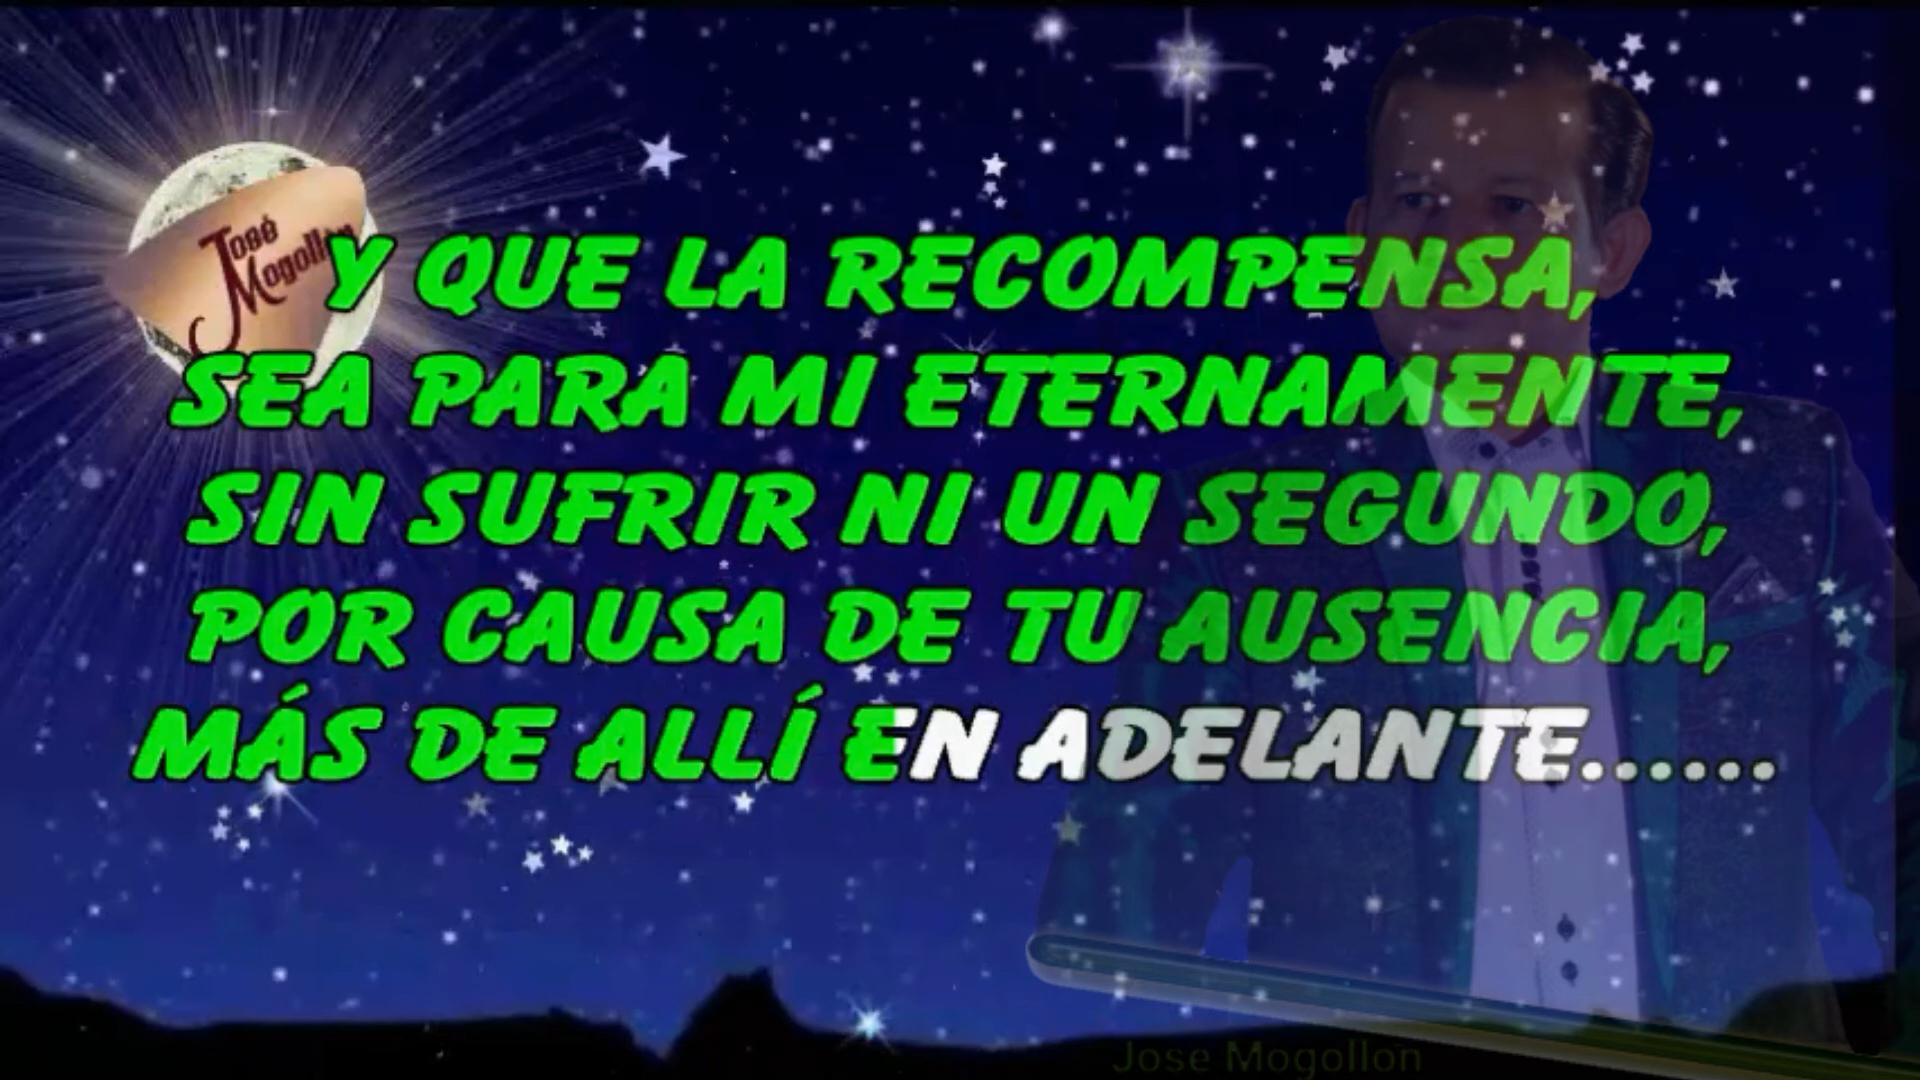 José
Mogollón
Y QUE LA RECOMPENSA,
SEA PARA MI ETERNAMENTE,
SIN SUFRIR NI UN SEGUNDO,
POR CAUSA DE TU AUSENCIA,
MÁS DE ALLÍ EN ADELANTE......
Jose Mogollon